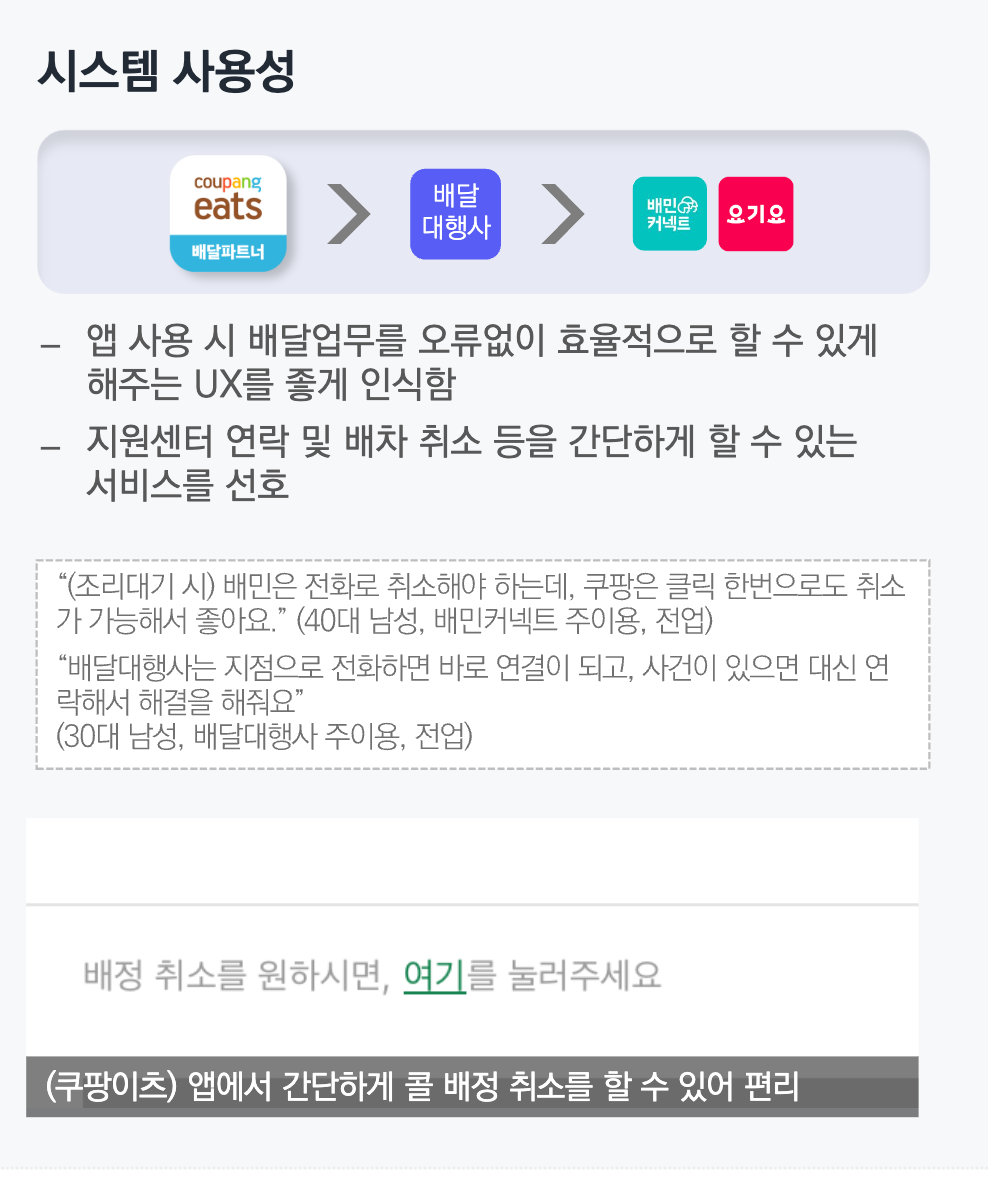 시스템 사용성
coupang
eats
배달파트너
배달
대행사
배민
커넥트
요기요
– 앱 사용 시 배달업무를 오류없이 효율적으로 할 수 있게
해주는 UX를 좋게 인식함
– 지원센터 연락 및 배차 취소 등을 간단하게 할 수 있는
서비스를 선호
“(조리대기 시) 배민은 전화로 취소해야 하는데, 쿠팡은 클릭 한번으로도 취소
가 가능해서 좋아요.” (40대 남성, 배민커넥트 주이용, 전업)
“배달대행사는 지점으로 전화하면 바로 연결이 되고, 사건이 있으면 대신 연
락해서 해결을 해줘요”
(30대 남성, 배달대행사 주이용, 전업)
배정 취소를 원하시면, 여기를 눌러주세요
(쿠팡이츠) 앱에서 간단하게 콜 배정 취소를 할 수 있어 편리